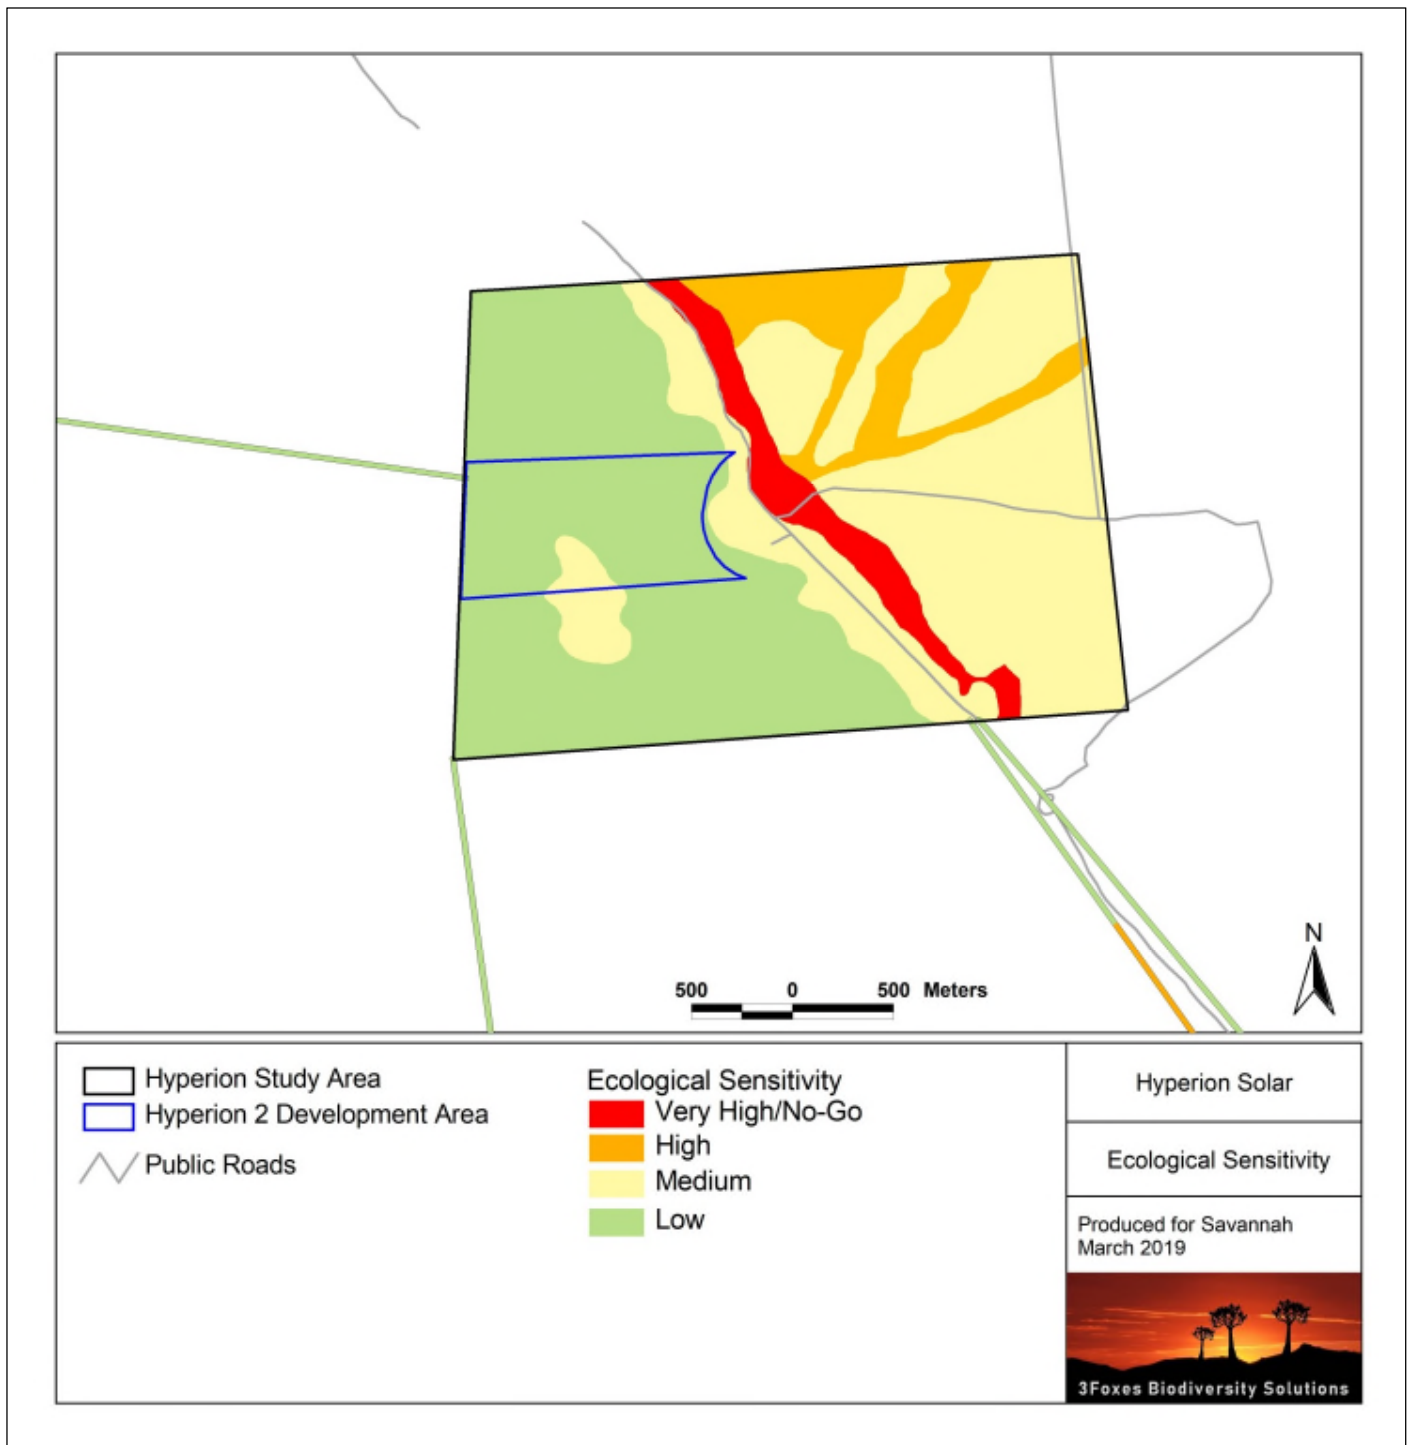 N
500 0 500 Meters
Hyperion Study Area
Hyperion 2 Development Area
Public Roads
Ecological Sensitivity
Very High/No-Go
High
Medium
Low
Hyperion Solar
Ecological Sensitivity
Produced for Savannah
March 2019
3Foxes Biodiversity Solutions